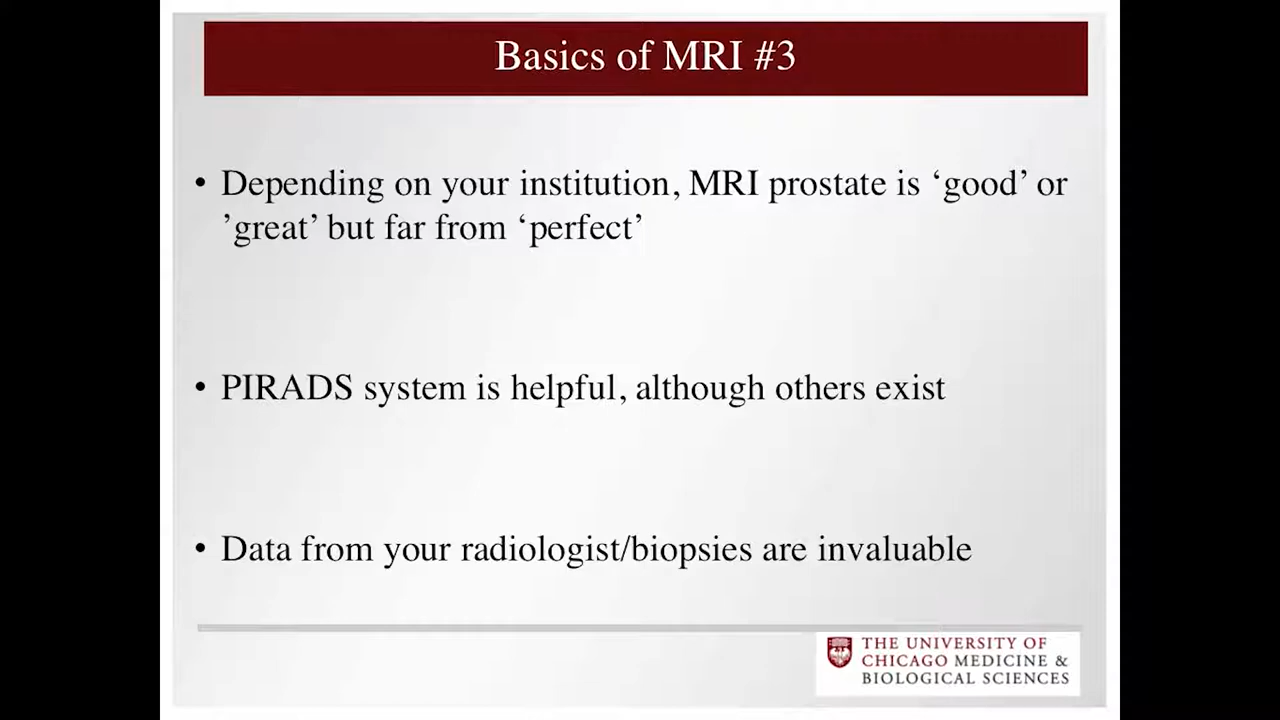 Basics of MRI #3
• Depending on your institution, MRI prostate is ‘good’ or
’great’ but far from ‘perfect’
• PIRADS system is helpful, although others exist
• Data from your radiologist/biopsies are invaluable
THE UNIVERSITY OF
CHICAGO MEDICINE &
BIOLOGICAL SCIENCES